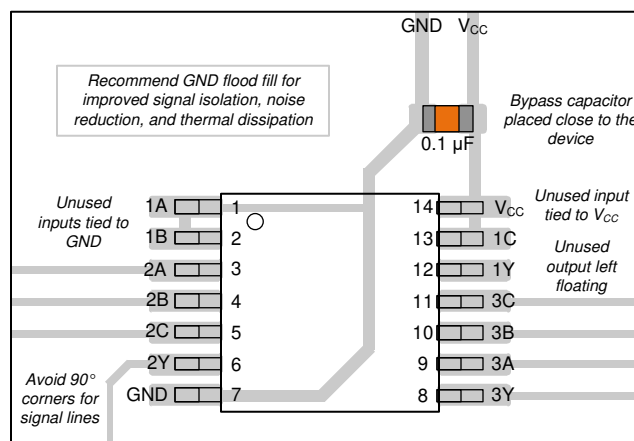 GND VCC
Recommend GND flood fill for
improved signal isolation, noise
reduction, and thermal dissipation
Bypass capacitor
placed close to the
device
0.1 µF
Unused
inputs tied to
GND
1A 1 14 VCC
1B 2 13 1C
2A 3 12 1Y
2B 4 11 3C
2C 5 10 3B
2Y 6 9 3A
GND 7 8 3Y
Unused input
tied to VCC
Unused
output left
floating
Avoid 90°
corners for
signal lines